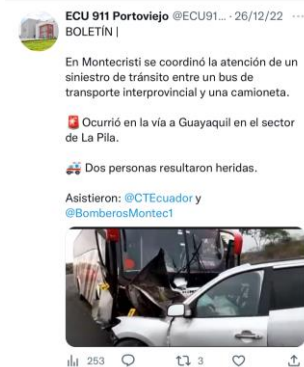 ECU 911 Portoviejo @ECU91... · 26/12/22 ···
BOLETÍN |
En Montecristi se coordinó la atención de un
siniestro de tránsito entre un bus de
transporte interprovincial y una camioneta.
🚨 Ocurrió en la vía a Guayaquil en el sector
de La Pila.
🚑 Dos personas resultaron heridas.
Asistieron: @CTEcuador y
@BomberosMontec1
253 3